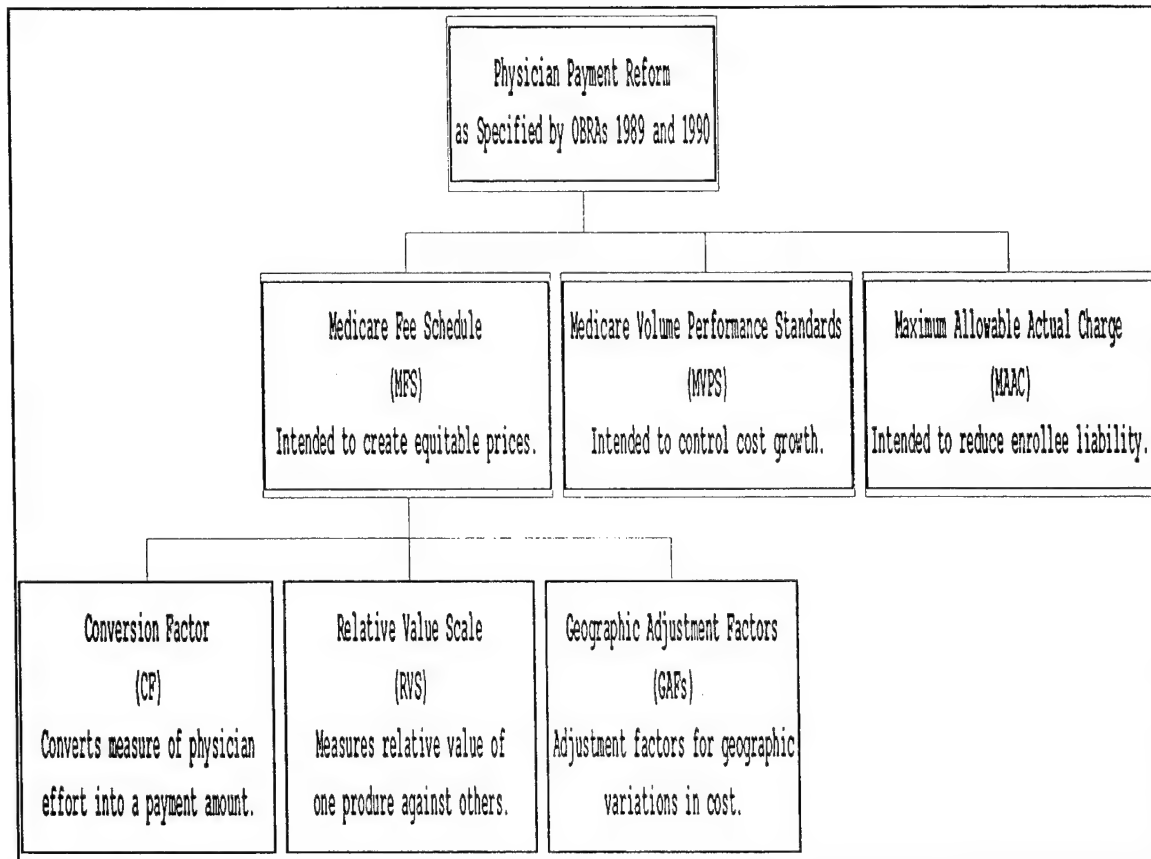 Physician Payment Reform
as Specified by OBRAs 1989 and 1990
Medicare Fee Schedule
(MFS)
Intended to create equitable prices.
Medicare Volume Performance Standards
(MVPS)
Intended to control cost growth.
Maximum Allowable Actual Charge
(MAAC)
Intended to reduce enrollee liability.
Conversion Factor
(CF)
Converts measure of physician
effort into a payment amount.
Relative Value Scale
(RVS)
Measures relative value of
one produre against others.
Geographic Adjustment Factors
(GAFs)
Adjustment factors for geographic
variations in cost.